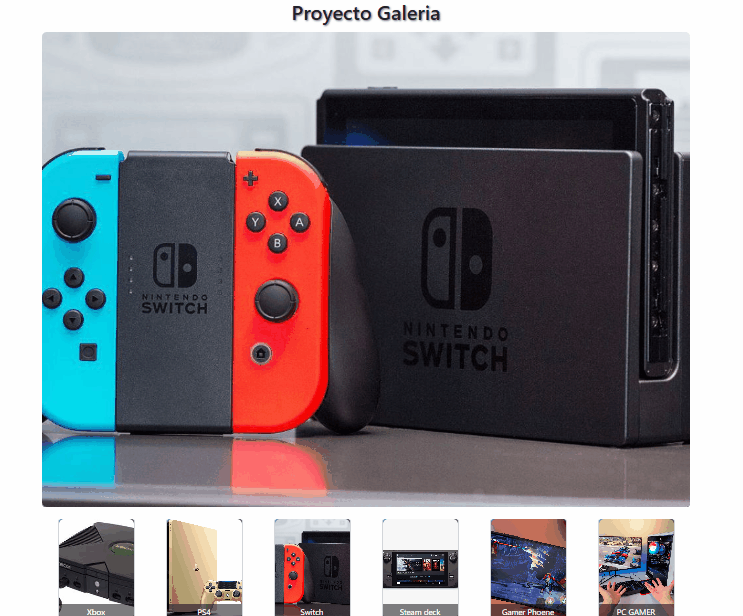 Proyecto Galeria
X
Y A
B
NINTENDO
SWITCH
NINTENDO
SWITCH
Xbox
PS4
Switch
Steam deck
Gamer Phoene
PC GAMER